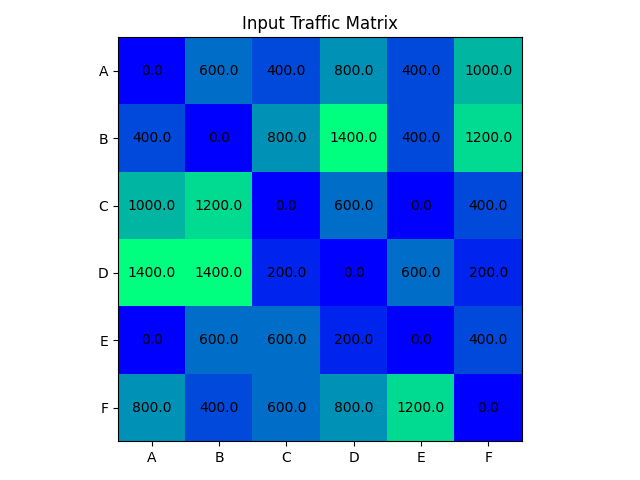 Input Traffic Matrix
A 0.0 600.0 400.0 800.0 400.0 1000.0
B 400.0 0.0 800.0 1400.0 400.0 1200.0
C 1000.0 1200.0 0.0 600.0 0.0 400.0
D 1400.0 1400.0 200.0 0.0 600.0 200.0
E 0.0 600.0 600.0 200.0 0.0 400.0
F 800.0 400.0 600.0 800.0 1200.0 0.0
A B C D E F